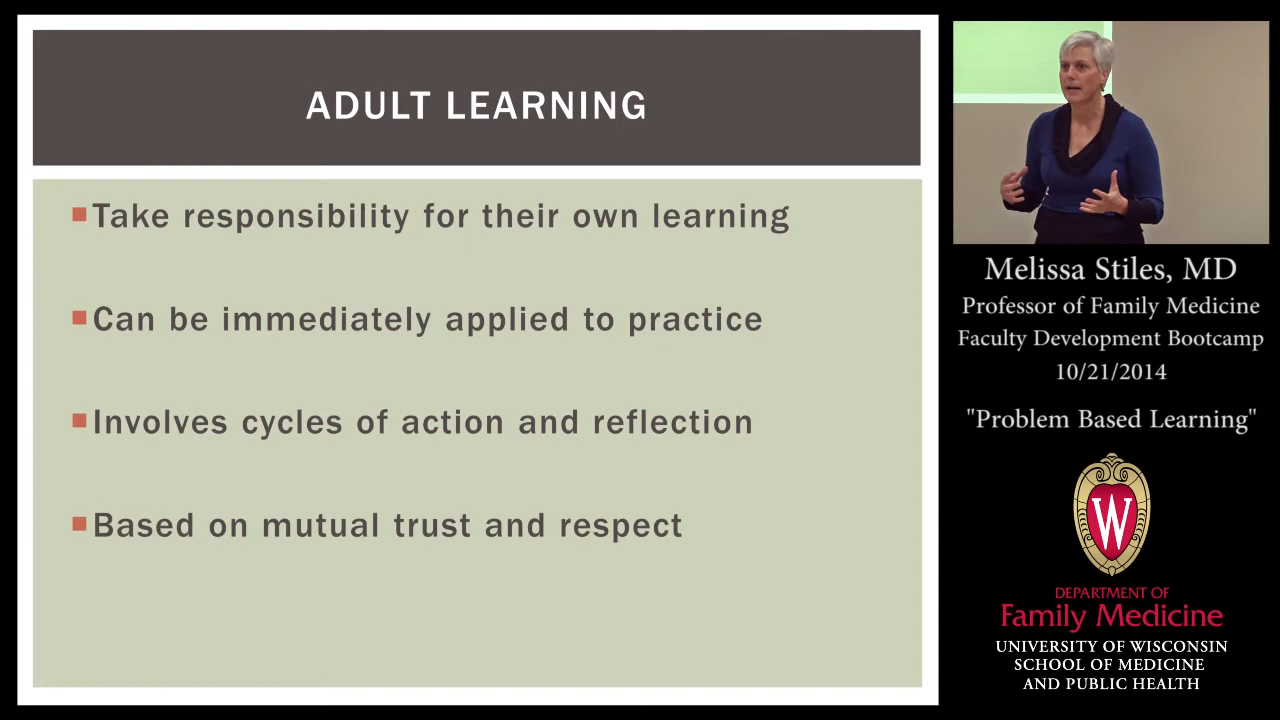 ADULT LEARNING
Take responsibility for their own learning
Can be immediately applied to practice
Involves cycles of action and reflection
Based on mutual trust and respect
Melissa Stiles, MD
Professor of Family Medicine
Faculty Development Bootcamp
10/21/2014
"Problem Based Learning"
W
DEPARTMENT OF
Family Medicine
UNIVERSITY OF WISCONSIN
SCHOOL OF MEDICINE
AND PUBLIC HEALTH